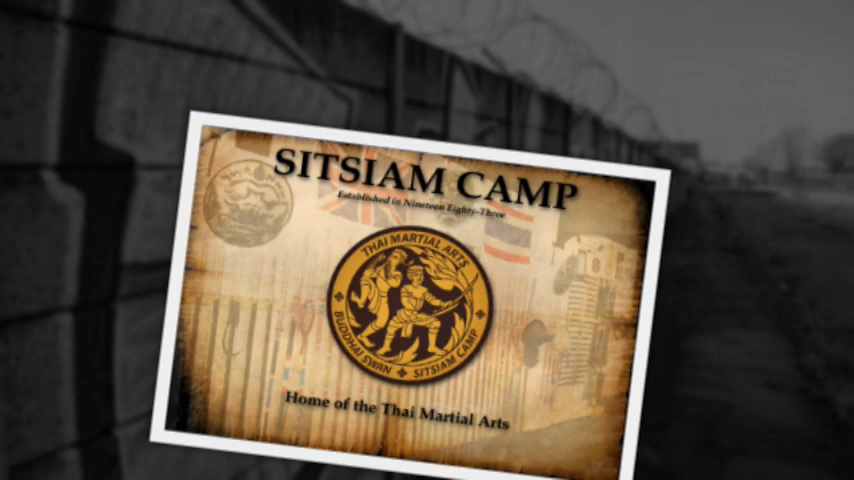 SITSIAM CAMP
Established in Nineteen Eighty-Three
THAI MARTIAL ARTS
BUDDHAI SWAN ✦ SITSIAM CAMP
Home of the Thai Martial Arts